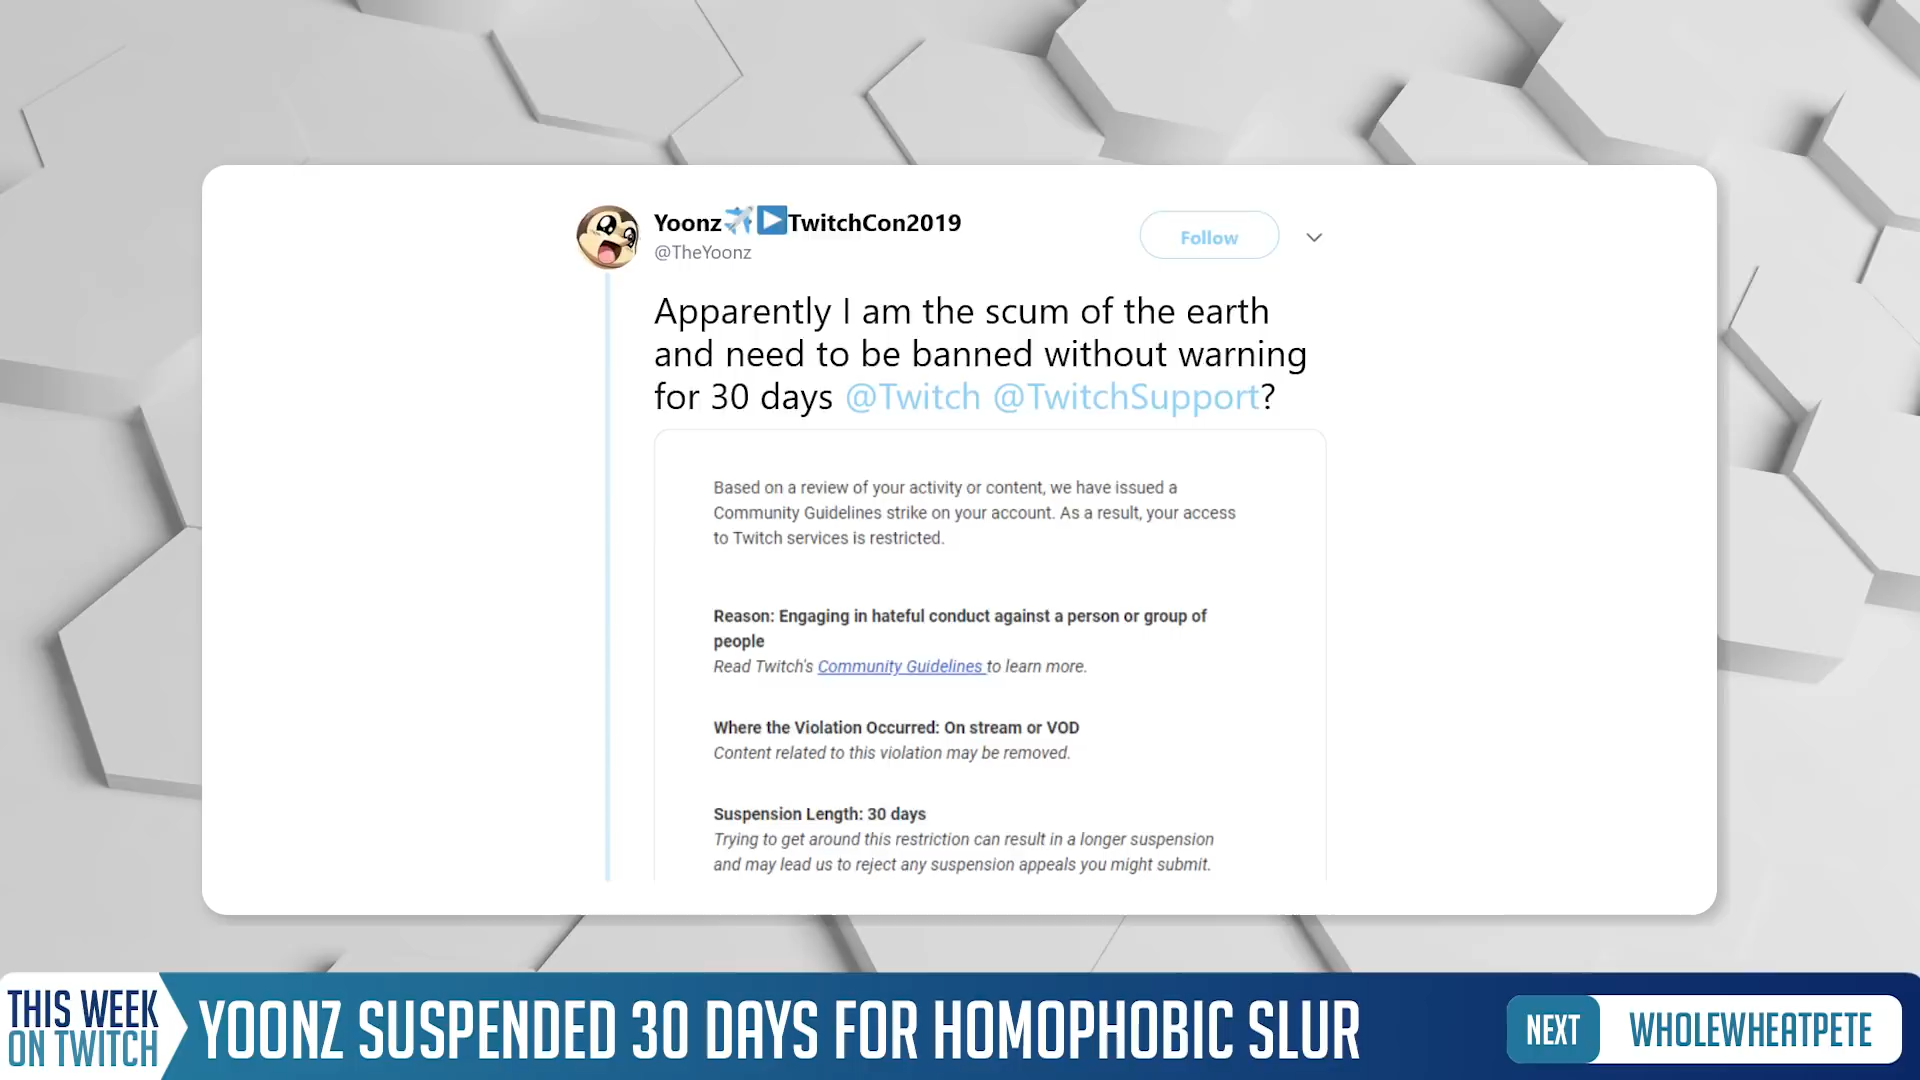 Yoonz✈️▶️TwitchCon2019
@TheYoonz
Follow
Apparently I am the scum of the earth
and need to be banned without warning
for 30 days @Twitch @TwitchSupport?
Based on a review of your activity or content, we have issued a
Community Guidelines strike on your account. As a result, your access
to Twitch services is restricted.
Reason: Engaging in hateful conduct against a person or group of
people
Read Twitch's Community Guidelines to learn more.
Where the Violation Occurred: On stream or VOD
Content related to this violation may be removed.
Suspension Length: 30 days
Trying to get around this restriction can result in a longer suspension
and may lead us to reject any suspension appeals you might submit.
THIS WEEK
ON TWITCH
YOONZ SUSPENDED 30 DAYS FOR HOMOPHOBIC SLUR
NEXT
WHOLEWHEATPETE